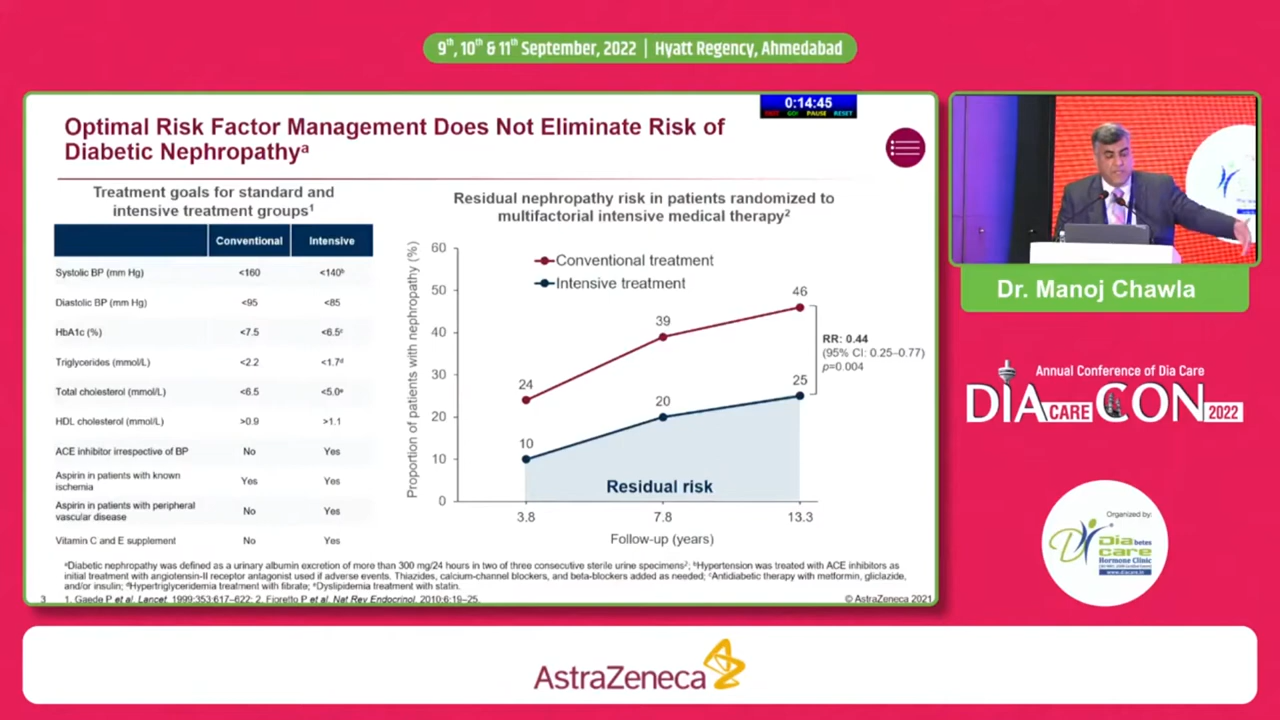 9th, 10th & 11th September, 2022 | Hyatt Regency, Ahmedabad
0:14:45
GO! PAUSE RESET
Optimal Risk Factor Management Does Not Eliminate Risk of
Diabetic Nephropathyᵃ
Treatment goals for standard and
intensive treatment groups¹
Conventional Intensive
Systolic BP (mm Hg) <160 <140ᵇ
Diastolic BP (mm Hg) <95 <85
HbA1c (%) <7.5 <6.5ᶜ
Triglycerides (mmol/L) <2.2 <1.7ᵈ
Total cholesterol (mmol/L) <6.5 <5.0ᵉ
HDL cholesterol (mmol/L) >0.9 >1.1
ACE inhibitor irrespective of BP No Yes
Aspirin in patients with known
ischemia Yes Yes
Aspirin in patients with peripheral
vascular disease No Yes
Vitamin C and E supplement No Yes
Residual nephropathy risk in patients randomized to
multifactorial intensive medical therapy²
Proportion of patients with nephropathy (%)
60
50
40
30
20
10
0
Conventional treatment
Intensive treatment
24
39
46
10
20
25
RR: 0.44
(95% CI: 0.25–0.77)
p=0.004
Residual risk
3.8 7.8 13.3
Follow-up (years)
ᵃDiabetic nephropathy was defined as a urinary albumin excretion of more than 300 mg/24 hours in two of three consecutive sterile urine specimens²; ᵇHypertension was treated with ACE inhibitors as
initial treatment with angiotensin-II receptor antagonist used if adverse events. Thiazides, calcium-channel blockers, and beta-blockers added as needed; ᶜAntidiabetic therapy with metformin, gliclazide,
and/or insulin; ᵈHypertriglyceridemia treatment with fibrate; ᵉDyslipidemia treatment with statin.
3 1. Gaede P et al. Lancet. 1999;353:617–622; 2. Fioretto P et al. Nat Rev Endocrinol. 2010;6:19–25.
© AstraZeneca 2021
Dr. Manoj Chawla
Annual Conference of Dia Care
DIA CARE CON 2022
Organized by:
Diabetes
care
Hormone Clinic
www.diacare.in
AstraZeneca